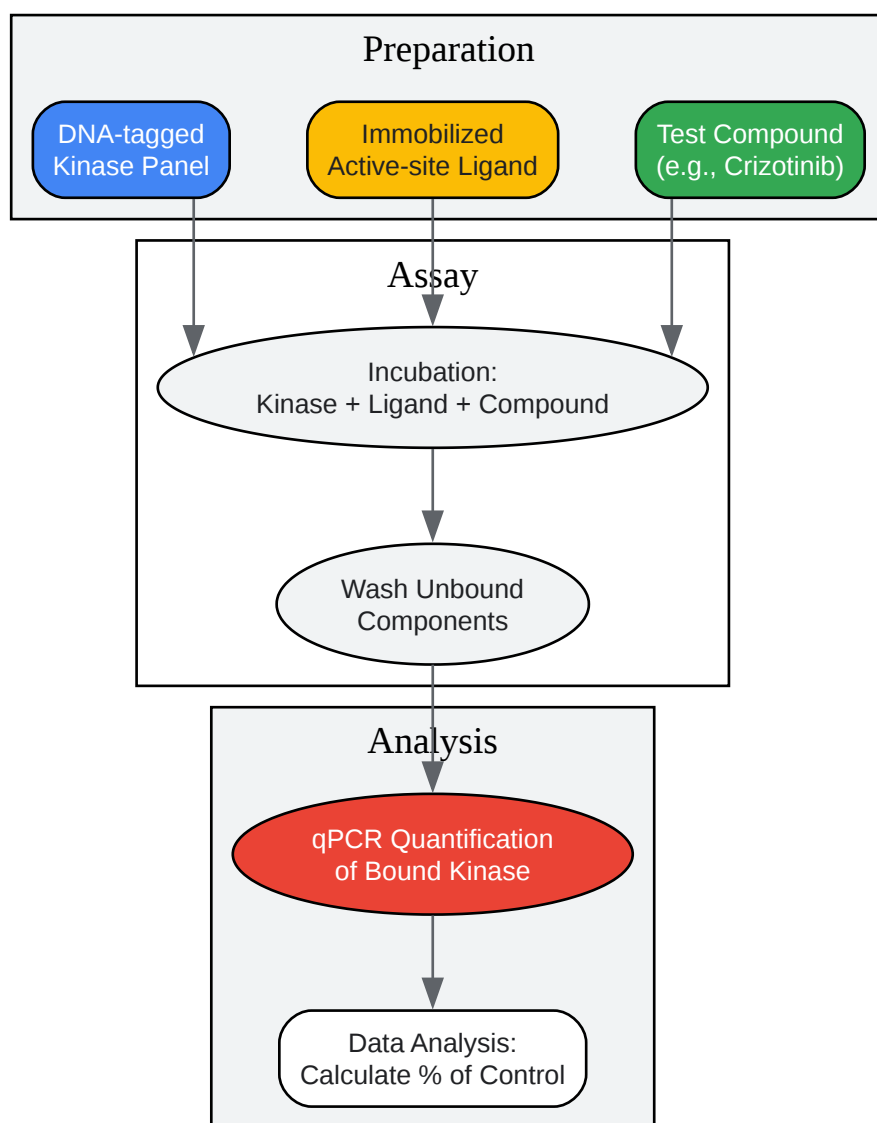 Preparation
DNA-tagged
Kinase Panel
Immobilized
Active-site Ligand
Test Compound
(e.g., Crizotinib)
Assay
Incubation:
Kinase + Ligand + Compound
Wash Unbound
Components
Analysis
qPCR Quantification
of Bound Kinase
Data Analysis:
Calculate % of Control